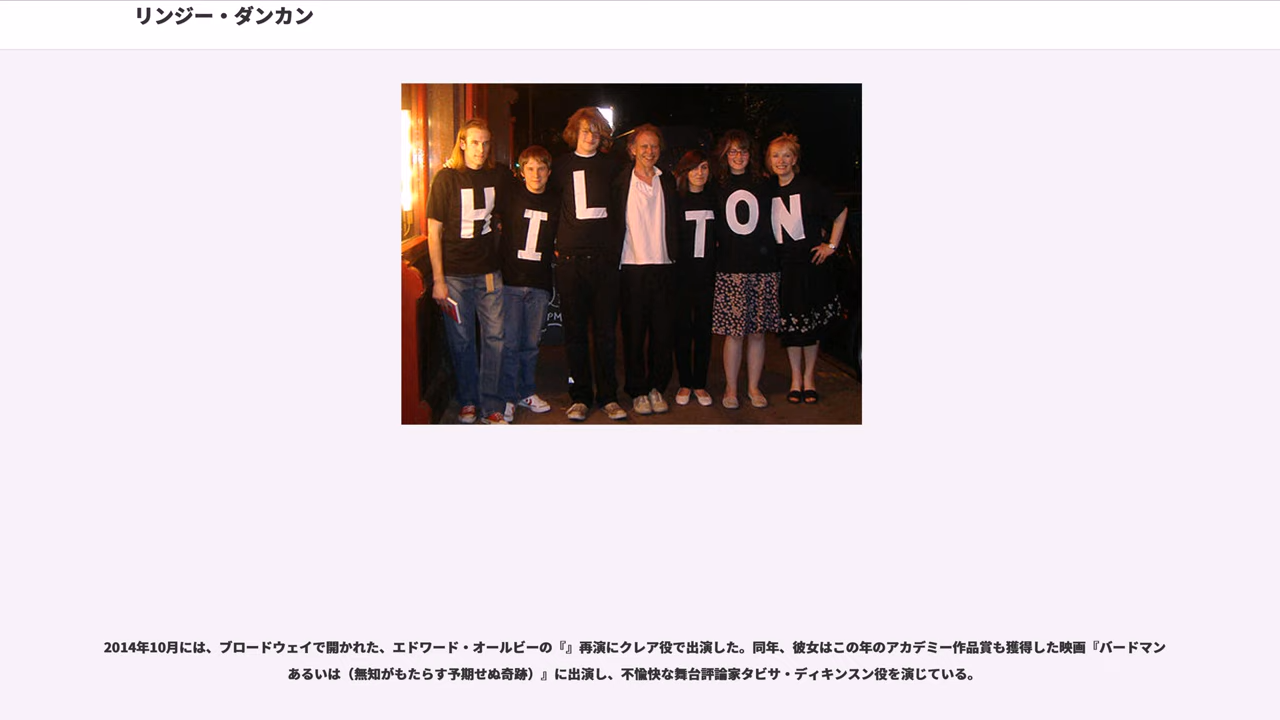 リンジー・ダンカン
H I L T O N
PM
2014年10月には、ブロードウェイで開かれた、エドワード・オールビーの『』再演にクレア役で出演した。同年、彼女はこの年のアカデミー作品賞も獲得した映画『バードマン
あるいは（無知がもたらす予期せぬ奇跡）』に出演し、不愉快な舞台評論家タビサ・ディキンスン役を演じている。